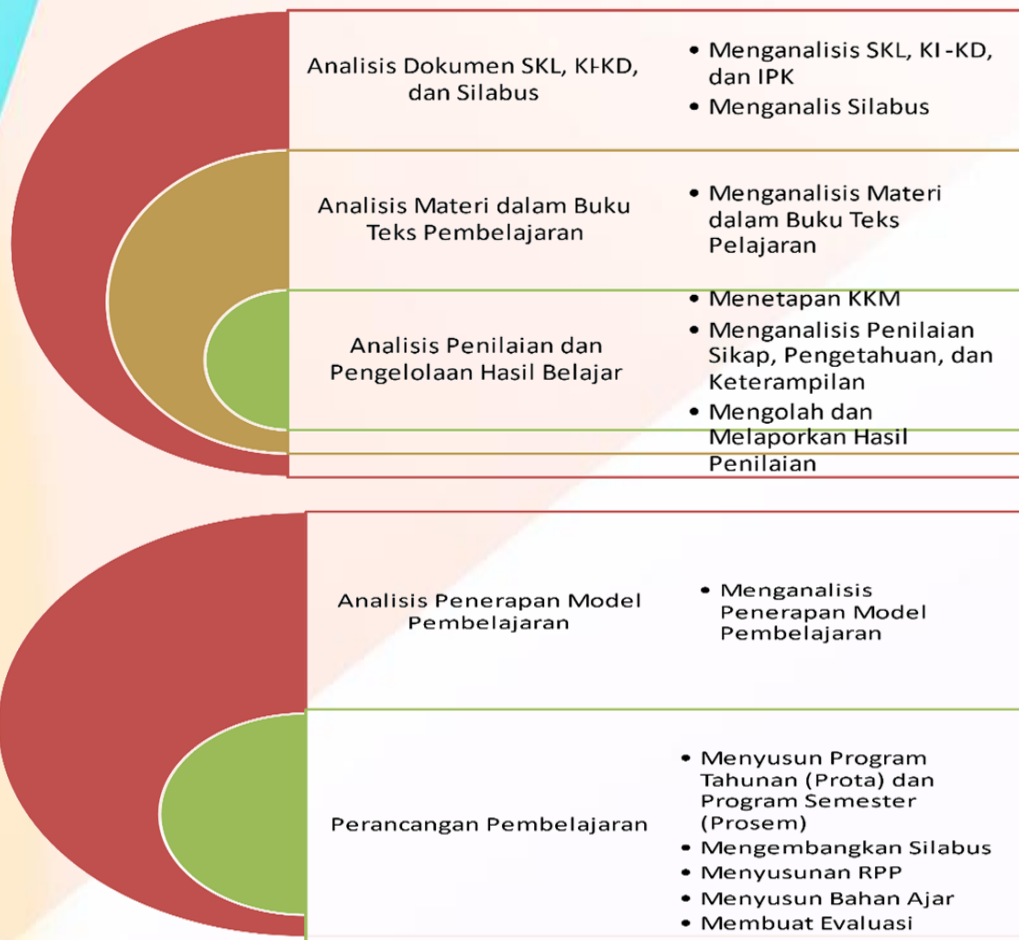 Analisis Dokumen SKL, KI-KD,
dan Silabus
• Menganalisis SKL, KI -KD,
dan IPK
• Menganalis Silabus
Analisis Materi dalam Buku
Teks Pembelajaran
• Menganalisis Materi
dalam Buku Teks
Pelajaran
Analisis Penilaian dan
Pengelolaan Hasil Belajar
• Menetapan KKM
• Menganalisis Penilaian
Sikap, Pengetahuan, dan
Keterampilan
• Mengolah dan
Melaporkan Hasil
Penilaian
Analisis Penerapan Model
Pembelajaran
• Menganalisis
Penerapan Model
Pembelajaran
Perancangan Pembelajaran
• Menyusun Program
Tahunan (Prota) dan
Program Semester
(Prosem)
• Mengembangkan Silabus
• Menyusunan RPP
• Menyusun Bahan Ajar
• Membuat Evaluasi